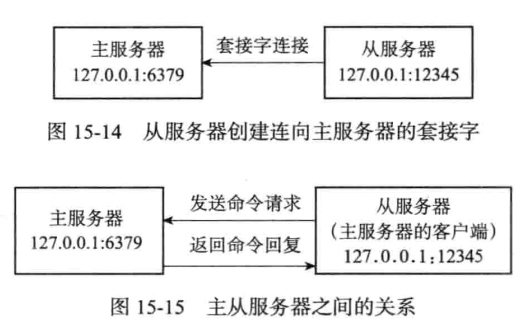 主服务器
127.0.0.1:6379
套接字连接
从服务器
127.0.0.1:12345
图 15-14 从服务器创建连向主服务器的套接字
主服务器
127.0.0.1:6379
发送命令请求
返回命令回复
从服务器
(主服务器的客户端)
127.0.0.1:12345
图 15-15 主从服务器之间的关系